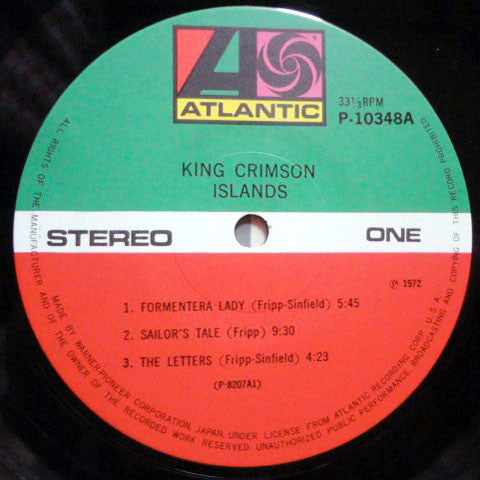 ATLANTIC
33⅓RPM
P-10348A
KING CRIMSON
ISLANDS
STEREO
ONE
℗ 1972
1. FORMENTERA LADY (Fripp-Sinfield) 5:45
2. SAILOR'S TALE (Fripp) 9:30
3. THE LETTERS (Fripp-Sinfield) 4:23
(P-8207A1)
ALL RIGHTS OF THE MANUFACTURER AND OF THE OWNER OF THE RECORDED WORK RESERVED. UNAUTHORIZED PUBLIC PERFORMANCE, BROADCASTING AND COPYING OF THIS RECORD PROHIBITED
MADE BY WARNER-PIONEER CORPORATION, JAPAN, UNDER LICENSE FROM ATLANTIC RECORDING CORP. U.S.A.